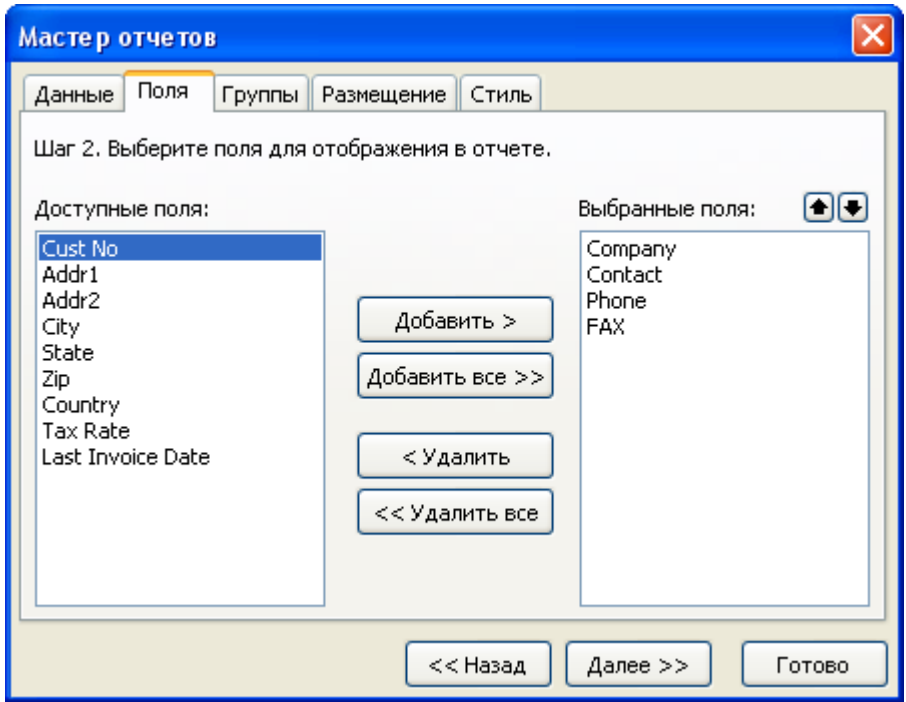 Мастер отчетов
Данные Поля Группы Размещение Стиль
Шаг 2. Выберите поля для отображения в отчете.
Доступные поля:
Cust No
Addr1
Addr2
City
State
Zip
Country
Tax Rate
Last Invoice Date
Добавить >
Добавить все >>
< Удалить
<< Удалить все
Выбранные поля:
Company
Contact
Phone
FAX
<< Назад Далее >> Готово